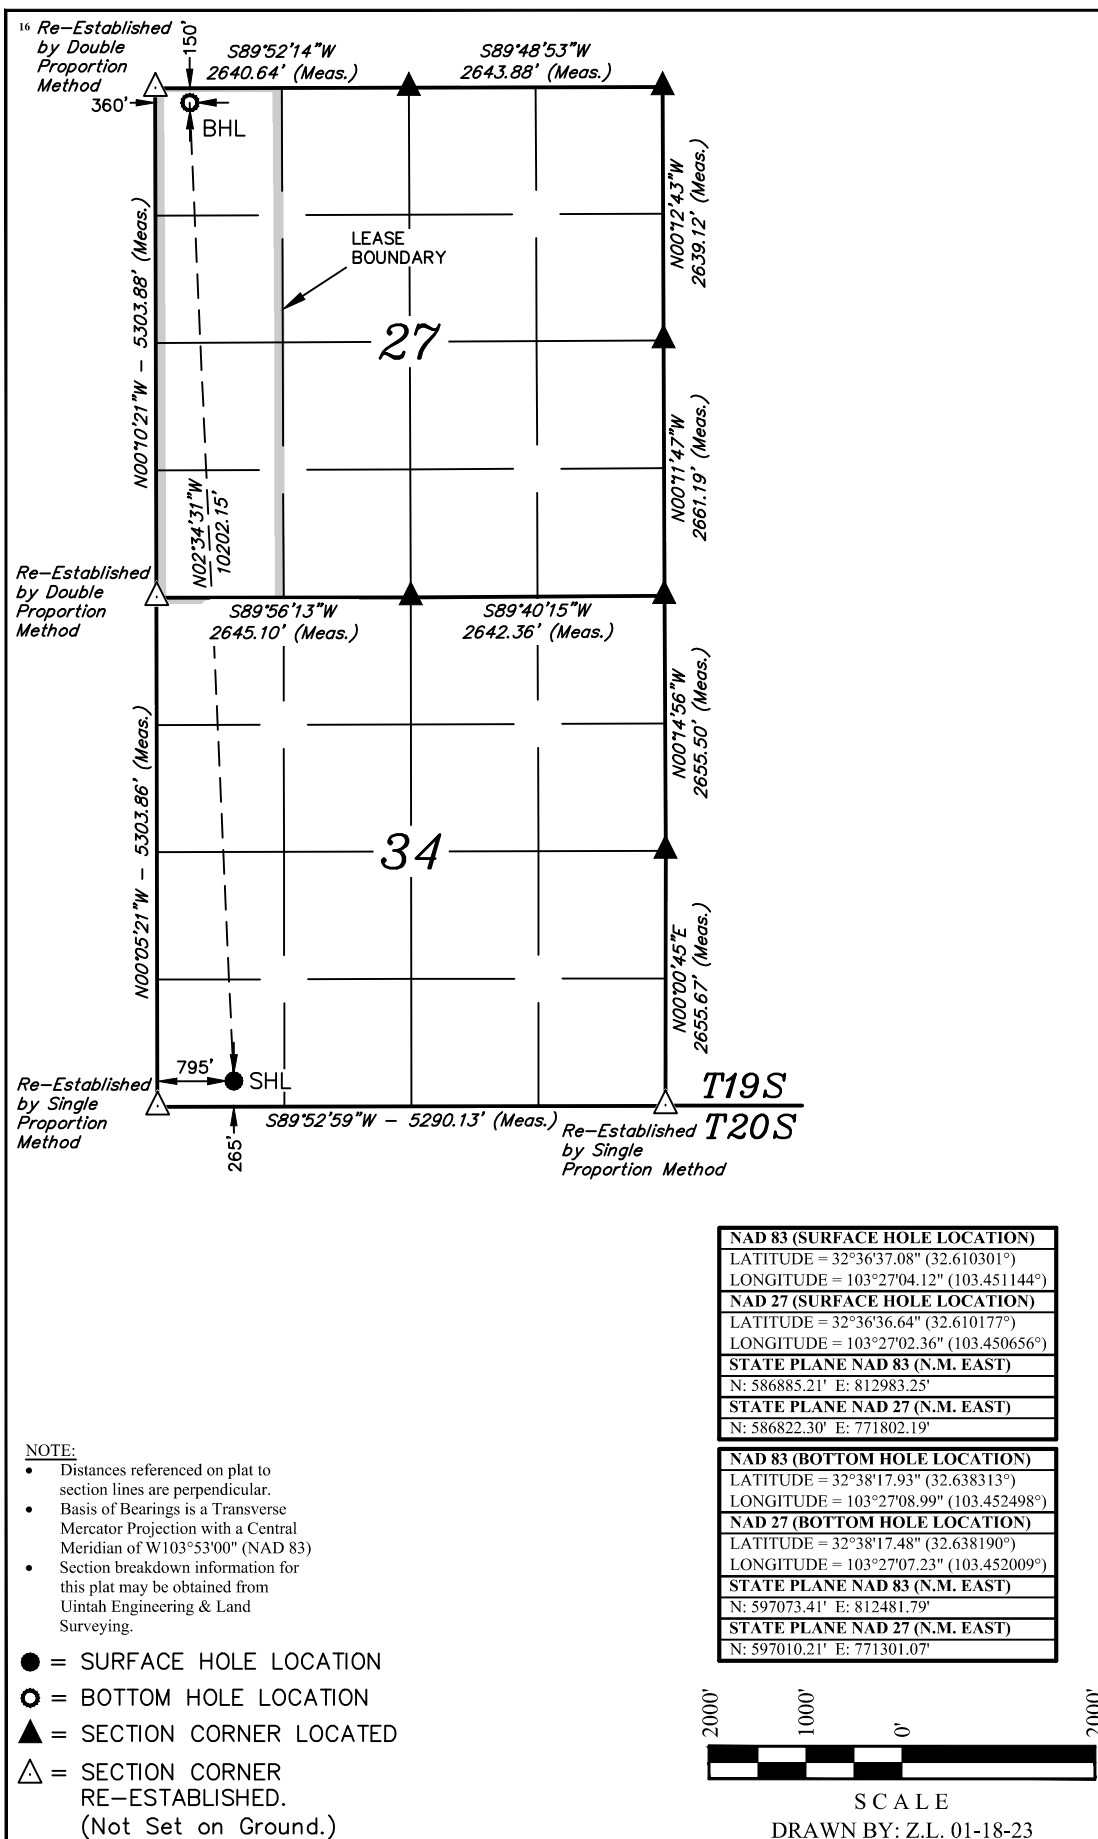 16 Re-Established
by Double
Proportion
Method
150'
S89°52'14"W
2640.64' (Meas.)
S89°48'53"W
2643.88' (Meas.)
360'
BHL
N00°10'21"W - 5303.88' (Meas.)
LEASE
BOUNDARY
27
N00°12'43"W
2639.12' (Meas.)
N00°11'47"W
2661.19' (Meas.)
N02°34'31"W
10202.15'
Re-Established
by Double
Proportion
Method
S89°56'13"W
2645.10' (Meas.)
S89°40'15"W
2642.36' (Meas.)
N00°05'21"W - 5303.86' (Meas.)
34
N00°14'56"W
2655.50' (Meas.)
N00°00'45"E
2655.67' (Meas.)
795'
SHL
Re-Established
by Single
Proportion
Method
265'
S89°52'59"W - 5290.13' (Meas.)
Re-Established
by Single
Proportion Method
T19S
T20S
NAD 83 (SURFACE HOLE LOCATION)
LATITUDE = 32°36'37.08" (32.610301°)
LONGITUDE = 103°27'04.12" (103.451144°)
NAD 27 (SURFACE HOLE LOCATION)
LATITUDE = 32°36'36.64" (32.610177°)
LONGITUDE = 103°27'02.36" (103.450656°)
STATE PLANE NAD 83 (N.M. EAST)
N: 586885.21' E: 812983.25'
STATE PLANE NAD 27 (N.M. EAST)
N: 586822.30' E: 771802.19'
NAD 83 (BOTTOM HOLE LOCATION)
LATITUDE = 32°38'17.93" (32.638313°)
LONGITUDE = 103°27'08.99" (103.452498°)
NAD 27 (BOTTOM HOLE LOCATION)
LATITUDE = 32°38'17.48" (32.638190°)
LONGITUDE = 103°27'07.23" (103.452009°)
STATE PLANE NAD 83 (N.M. EAST)
N: 597073.41' E: 812481.79'
STATE PLANE NAD 27 (N.M. EAST)
N: 597010.21' E: 771301.07'
NOTE:
• Distances referenced on plat to
section lines are perpendicular.
• Basis of Bearings is a Transverse
Mercator Projection with a Central
Meridian of W103°53'00" (NAD 83)
• Section breakdown information for
this plat may be obtained from
Uintah Engineering & Land
Surveying.
= SURFACE HOLE LOCATION
= BOTTOM HOLE LOCATION
= SECTION CORNER LOCATED
= SECTION CORNER
RE-ESTABLISHED.
(Not Set on Ground.)
2000' 1000' 0' 2000'
SCALE
DRAWN BY: Z.L. 01-18-23